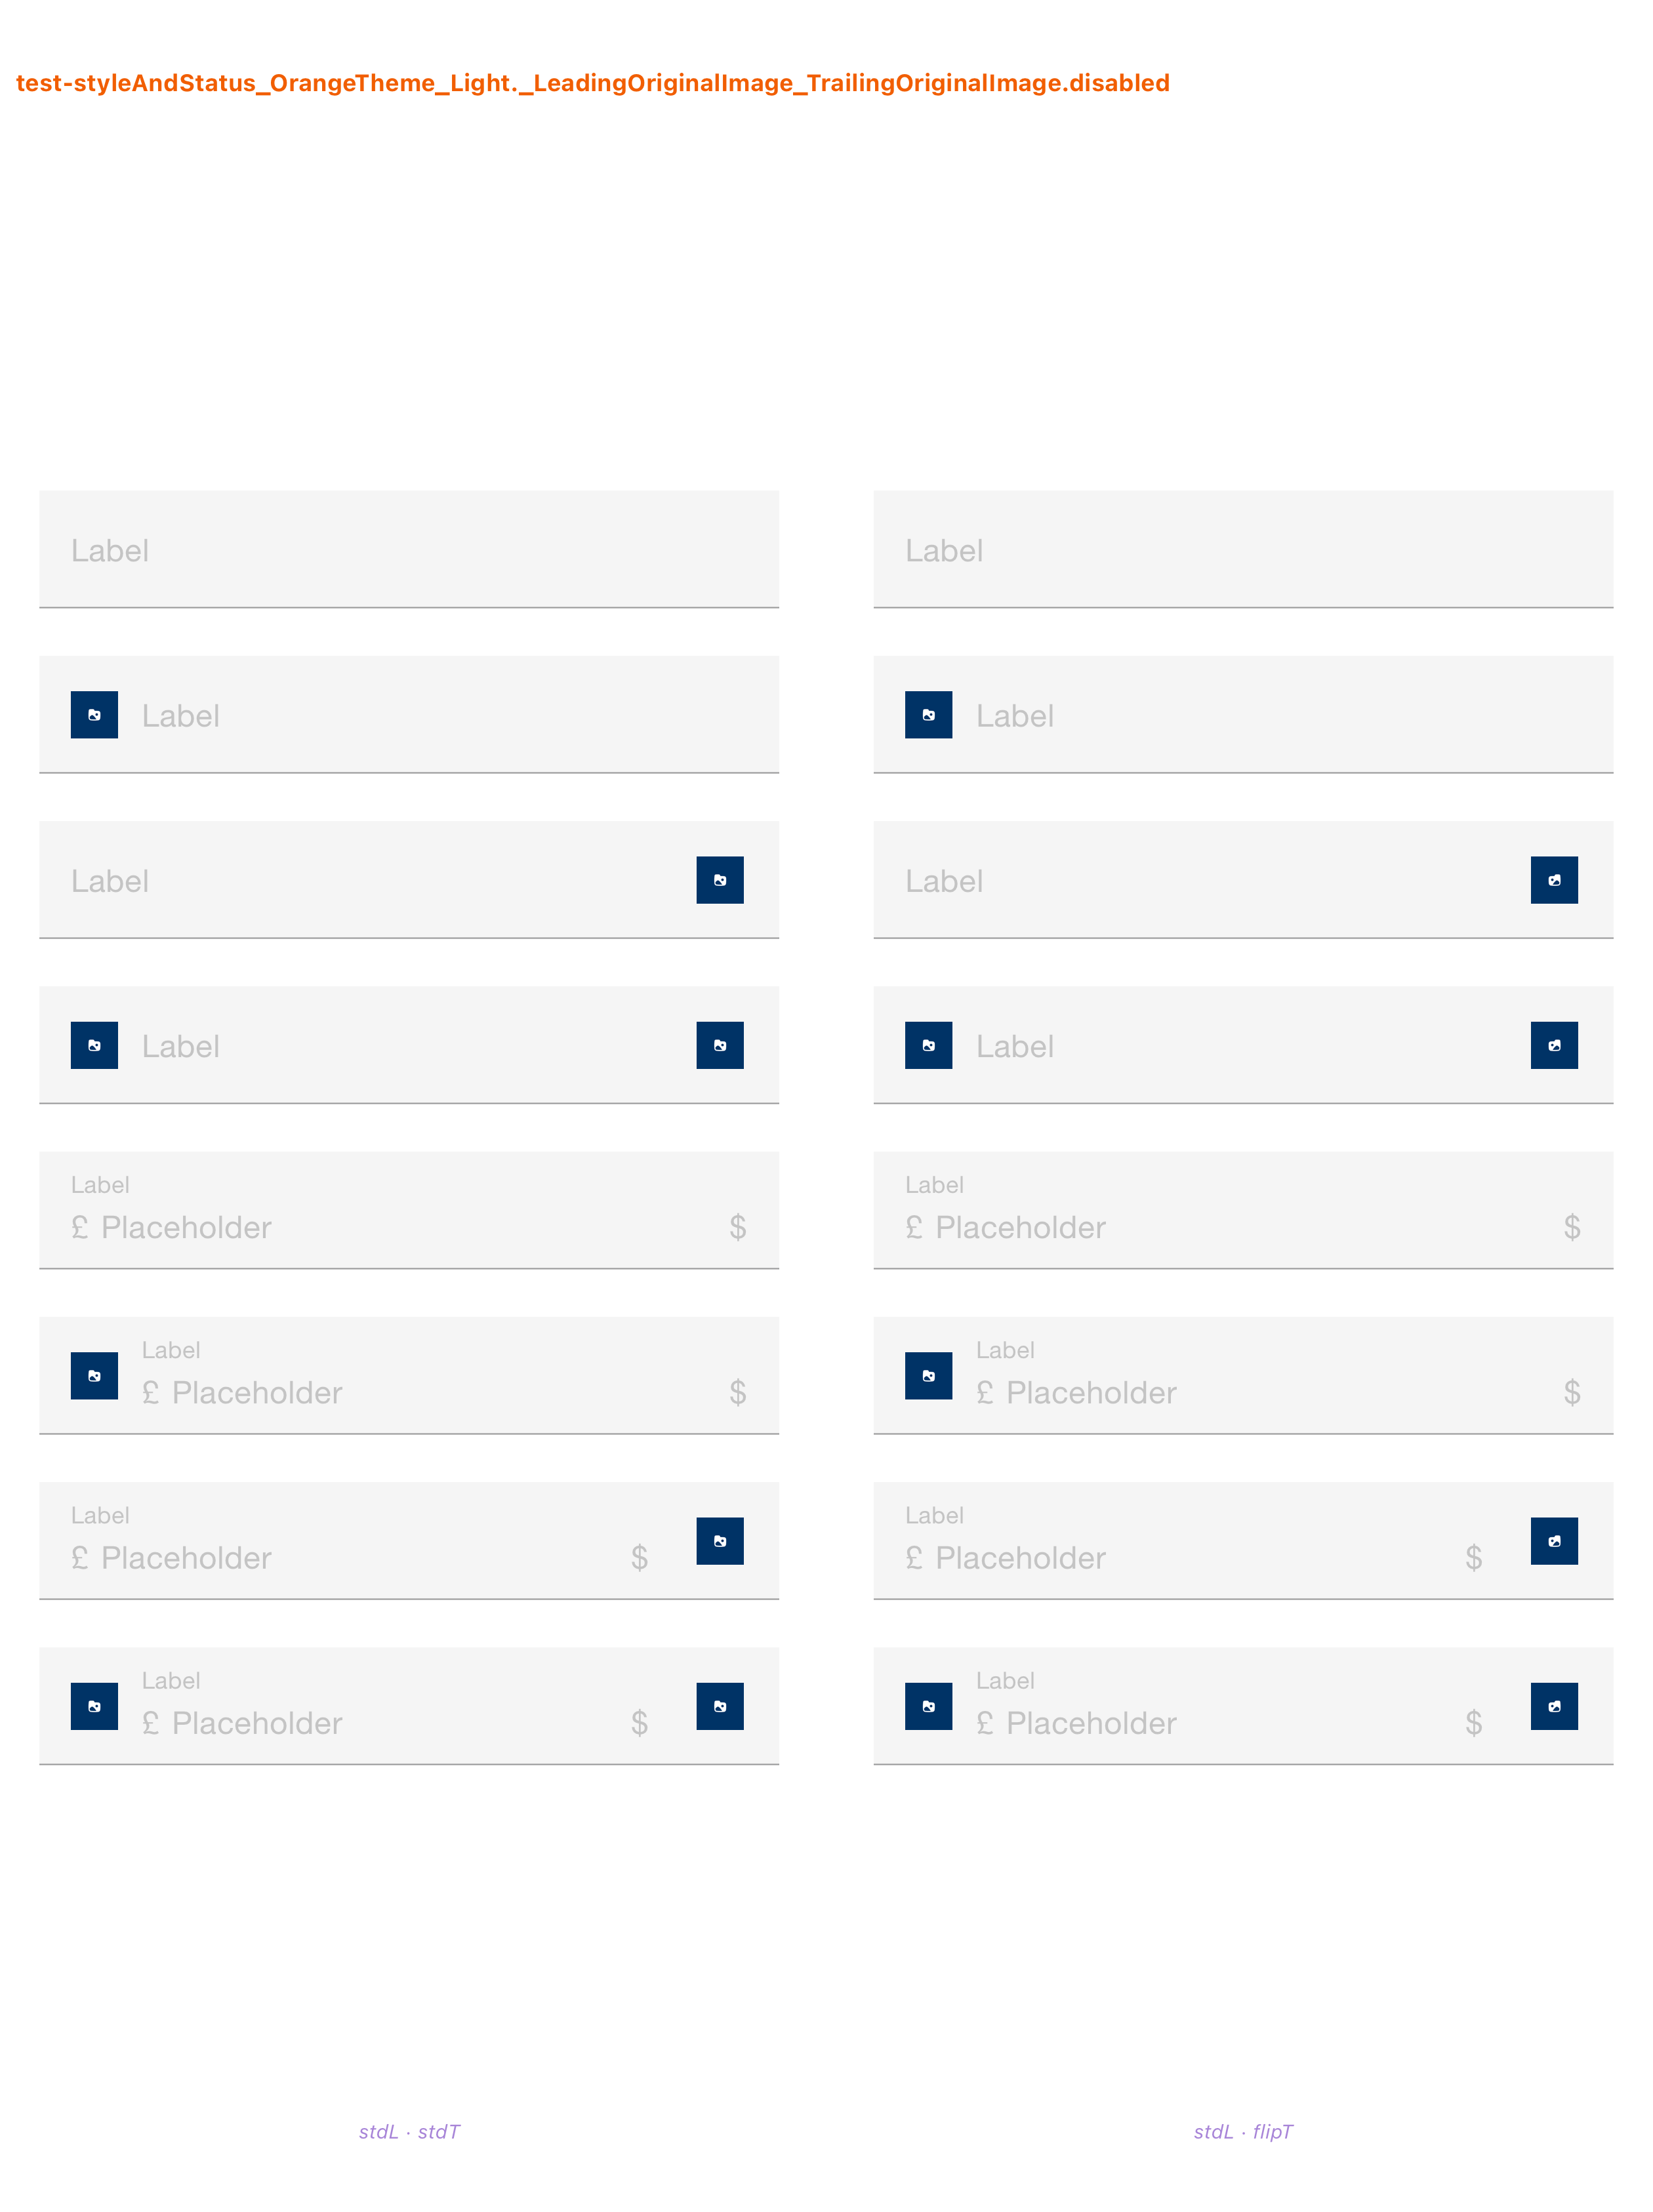 test-styleAndStatus_OrangeTheme_Light._LeadingOriginalImage_TrailingOriginalImage.disabled
Label
Label
Label
Label
Label
£ Placeholder $
Label
£ Placeholder $
Label
£ Placeholder $
Label
£ Placeholder $
stdL · stdT
Label
Label
Label
Label
Label
£ Placeholder $
Label
£ Placeholder $
Label
£ Placeholder $
Label
£ Placeholder $
stdL · flipT